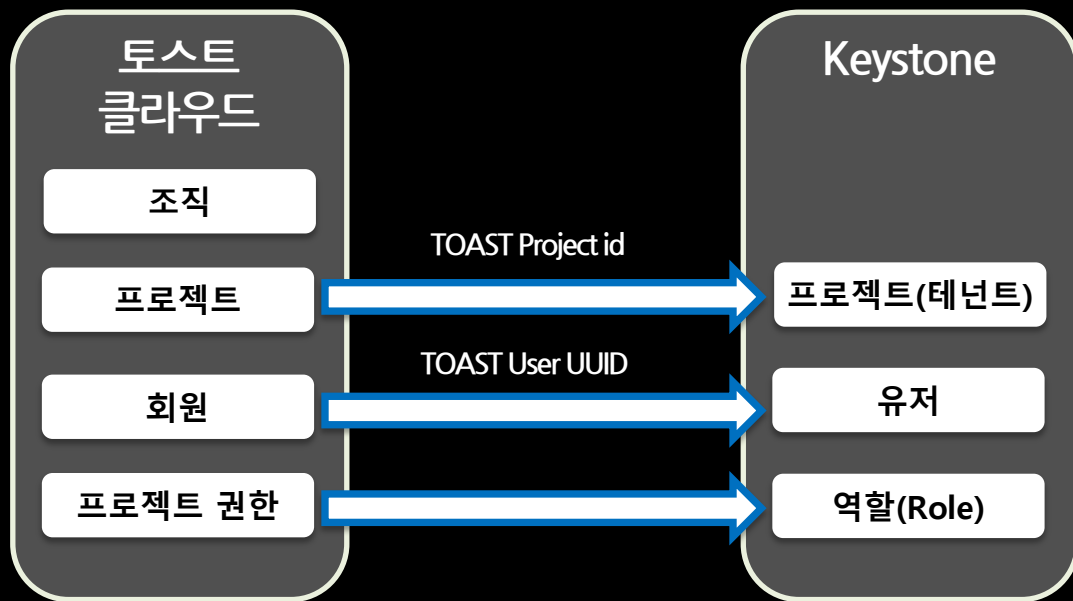 토스트
클라우드
Keystone
조직
TOAST Project id
프로젝트
프로젝트(테넌트)
TOAST User UUID
회원
유저
프로젝트 권한
역할(Role)